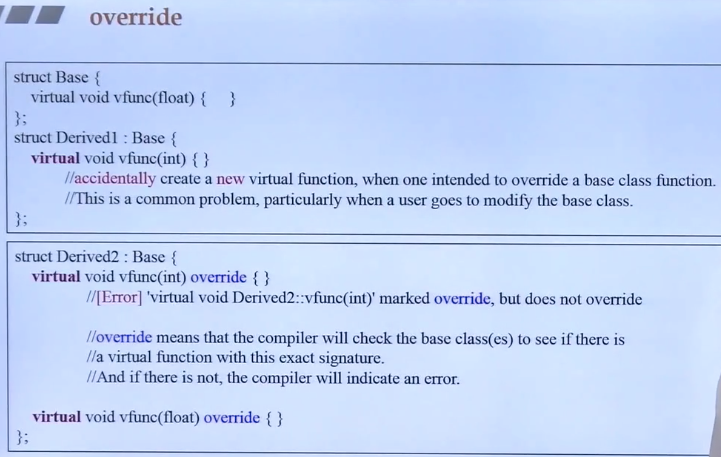 override
struct Base {
virtual void vfunc(float) { }
};
struct Derived1 : Base {
virtual void vfunc(int) { }
//accidentally create a new virtual function, when one intended to override a base class function.
//This is a common problem, particularly when a user goes to modify the base class.
};
struct Derived2 : Base {
virtual void vfunc(int) override { }
//[Error] 'virtual void Derived2::vfunc(int)' marked override, but does not override
//override means that the compiler will check the base class(es) to see if there is
//a virtual function with this exact signature.
//And if there is not, the compiler will indicate an error.
virtual void vfunc(float) override { }
};